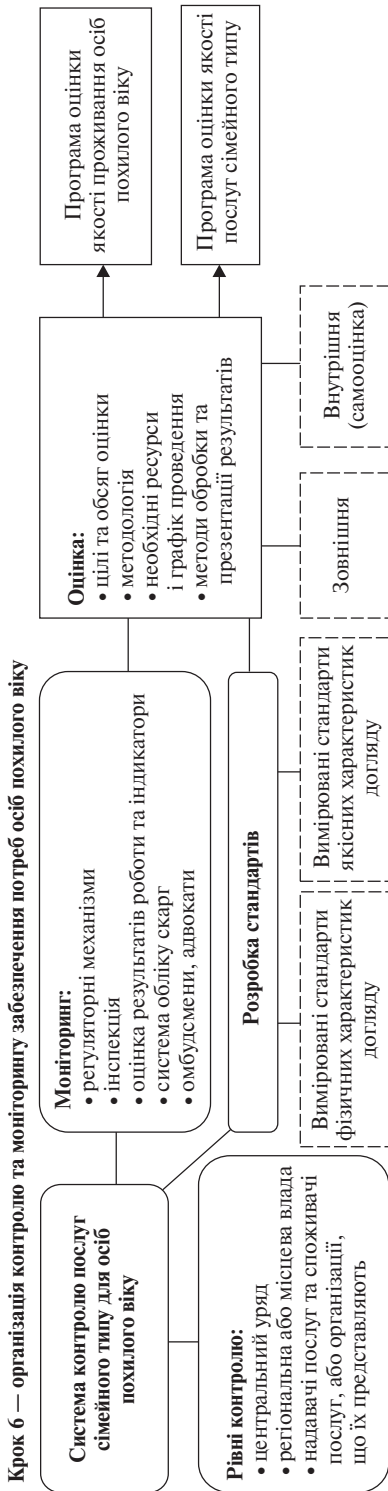 Крок 6 — організація контролю та моніторингу забезпечення потреб осіб похилого віку
Система контролю послуг
сімейного типу для осіб
похилого віку
Рівні контролю:
• центральний уряд
• регіональна або місцева влада
• надавачі послуг та споживачі
послуг, або організації,
що їх представляють
Моніторинг:
• регуляторні механізми
• інспекція
• оцінка результатів роботи та індикатори
• система обліку скарг
• омбудсмени, адвокати
Розробка стандартів
Вимірювані стандарти
фізичних характеристик
догляду
Вимірювані стандарти
якісних характеристик
догляду
Оцінка:
• цілі та обсяг оцінки
• методологія
• необхідні ресурси
і графік проведення
• методи обробки та
презентації результатів
Зовнішня
Внутрішня
(самооцінка)
Програма оцінки
якості проживання осіб
похилого віку
Програма оцінки якості
послуг сімейного типу